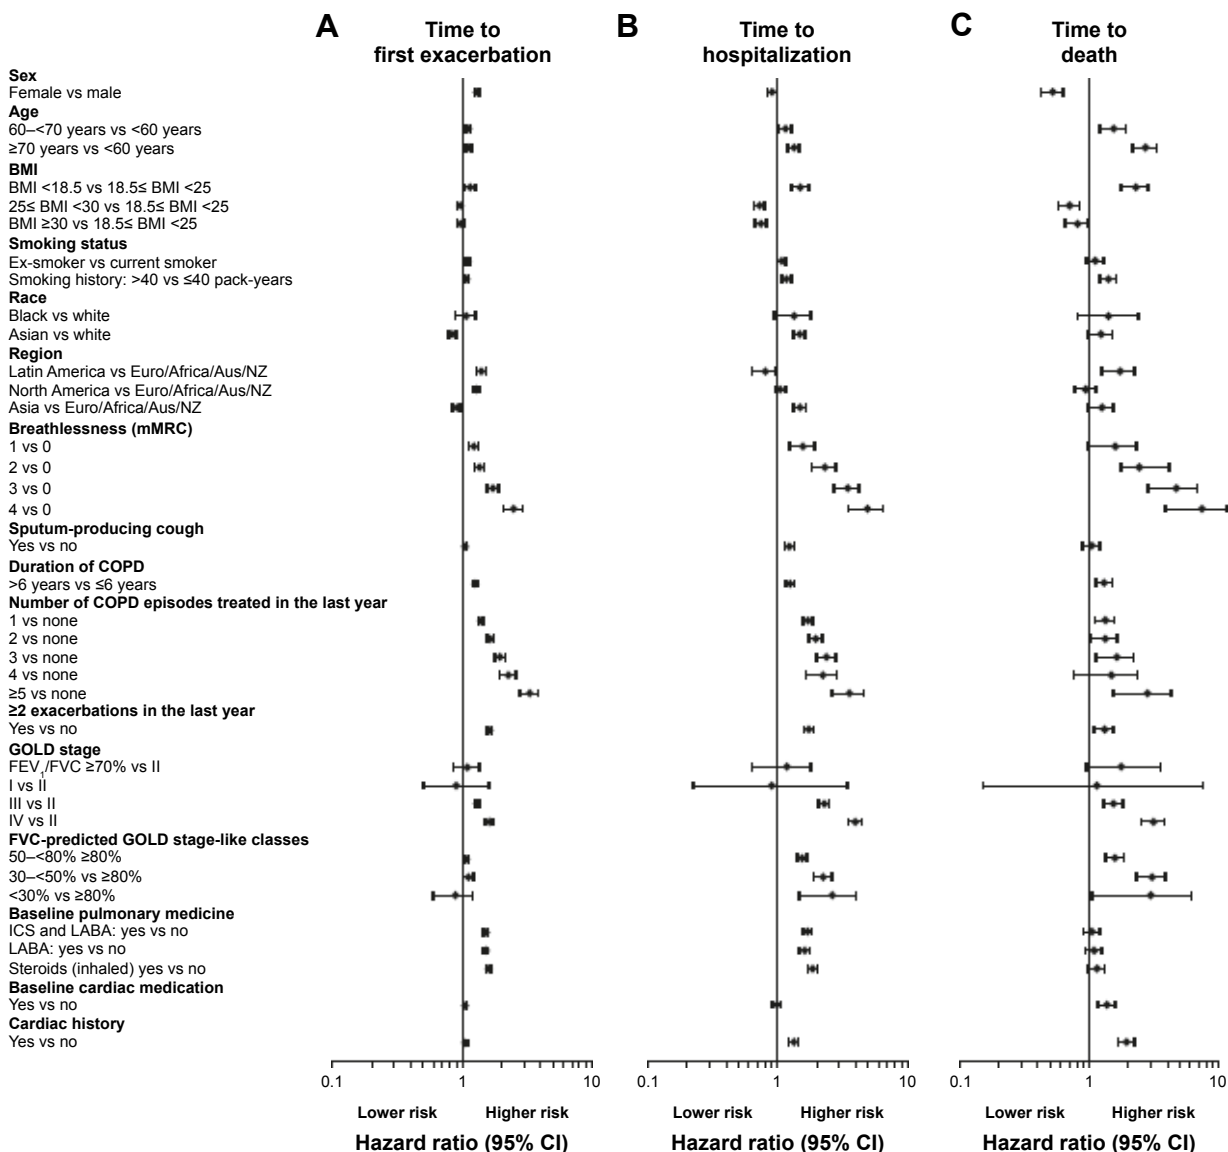 A
Time to
first exacerbation
B
Time to
hospitalization
C
Time to
death
Sex
Female vs male
Age
60–<70 years vs <60 years
≥70 years vs <60 years
BMI
BMI <18.5 vs 18.5≤ BMI <25
25≤ BMI <30 vs 18.5≤ BMI <25
BMI ≥30 vs 18.5≤ BMI <25
Smoking status
Ex-smoker vs current smoker
Smoking history: >40 vs ≤40 pack-years
Race
Black vs white
Asian vs white
Region
Latin America vs Euro/Africa/Aus/NZ
North America vs Euro/Africa/Aus/NZ
Asia vs Euro/Africa/Aus/NZ
Breathlessness (mMRC)
1 vs 0
2 vs 0
3 vs 0
4 vs 0
Sputum-producing cough
Yes vs no
Duration of COPD
>6 years vs ≤6 years
Number of COPD episodes treated in the last year
1 vs none
2 vs none
3 vs none
4 vs none
≥5 vs none
≥2 exacerbations in the last year
Yes vs no
GOLD stage
FEV1/FVC ≥70% vs II
I vs II
III vs II
IV vs II
FVC-predicted GOLD stage-like classes
50–<80% ≥80%
30–<50% vs ≥80%
<30% vs ≥80%
Baseline pulmonary medicine
ICS and LABA: yes vs no
LABA: yes vs no
Steroids (inhaled) yes vs no
Baseline cardiac medication
Yes vs no
Cardiac history
Yes vs no
0.1 1 10
Lower risk Higher risk
Hazard ratio (95% CI)
0.1 1 10
Lower risk Higher risk
Hazard ratio (95% CI)
0.1 1 10
Lower risk Higher risk
Hazard ratio (95% CI)